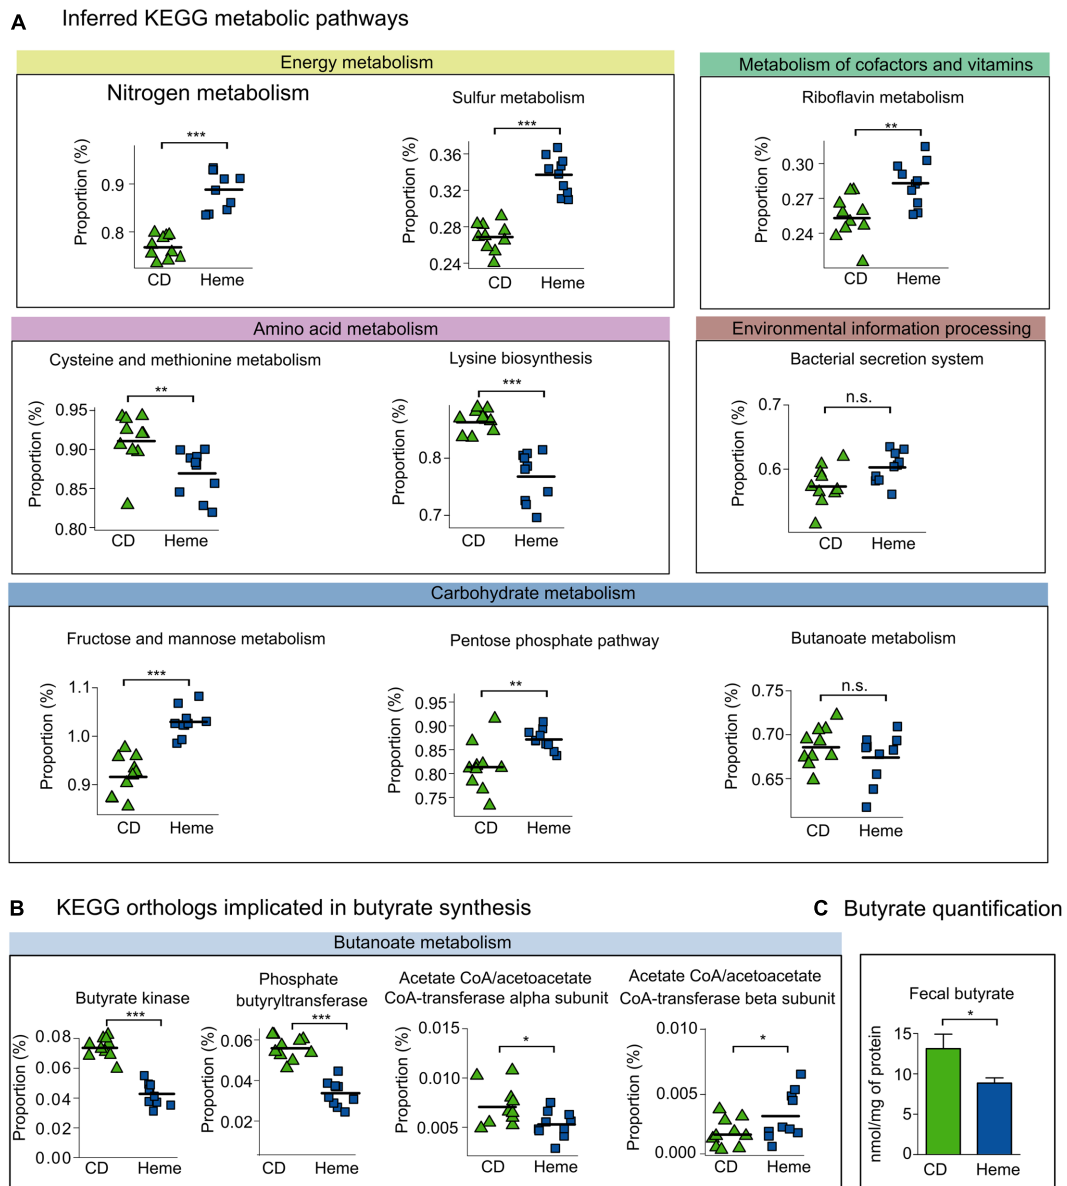 A Inferred KEGG metabolic pathways
Energy metabolism
Nitrogen metabolism
***
Proportion (%)
0.9
0.8
CD Heme
Sulfur metabolism
***
Proportion (%)
0.36
0.32
0.28
0.24
CD Heme
Metabolism of cofactors and vitamins
Riboflavin metabolism
**
Proportion (%)
0.30
0.27
0.24
CD Heme
Amino acid metabolism
Cysteine and methionine metabolism
**
Proportion (%)
0.95
0.90
0.85
0.80
CD Heme
Lysine biosynthesis
***
Proportion (%)
0.8
0.7
CD Heme
Environmental information processing
Bacterial secretion system
n.s.
Proportion (%)
0.7
0.6
CD Heme
Carbohydrate metabolism
Fructose and mannose metabolism
***
Proportion (%)
1.1
1.0
0.9
CD Heme
Pentose phosphate pathway
**
Proportion (%)
0.95
0.90
0.85
0.80
0.75
CD Heme
Butanoate metabolism
n.s.
Proportion (%)
0.75
0.70
0.65
CD Heme
B KEGG orthologs implicated in butyrate synthesis
Butanoate metabolism
Butyrate kinase
***
Proportion (%)
0.08
0.06
0.04
0.02
0.00
CD Heme
Phosphate
butyryltransferase
***
Proportion (%)
0.06
0.04
0.02
CD Heme
Acetate CoA/acetoacetate
CoA-transferase alpha subunit
*
Proportion (%)
0.015
0.010
0.005
CD Heme
Acetate CoA/acetoacetate
CoA-transferase beta subunit
*
Proportion (%)
0.010
0.005
0.000
CD Heme
C Butyrate quantification
Fecal butyrate
*
nmol/mg of protein
15
10
5
0
CD Heme